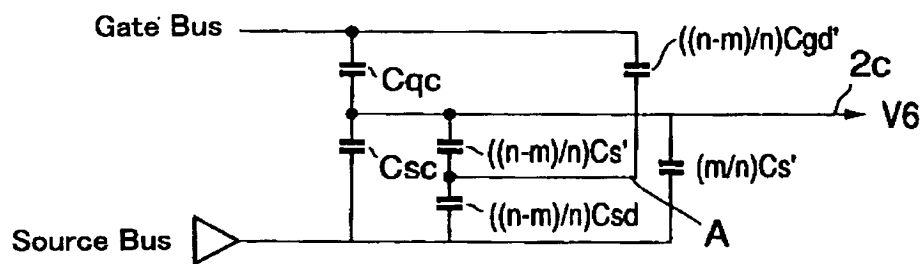 Gate Bus
((n-m)/n)Cgd'
Cqc
2c
V6
Csc
((n-m)/n)Cs'
(m/n)Cs'
((n-m)/n)Csd
A
Source Bus